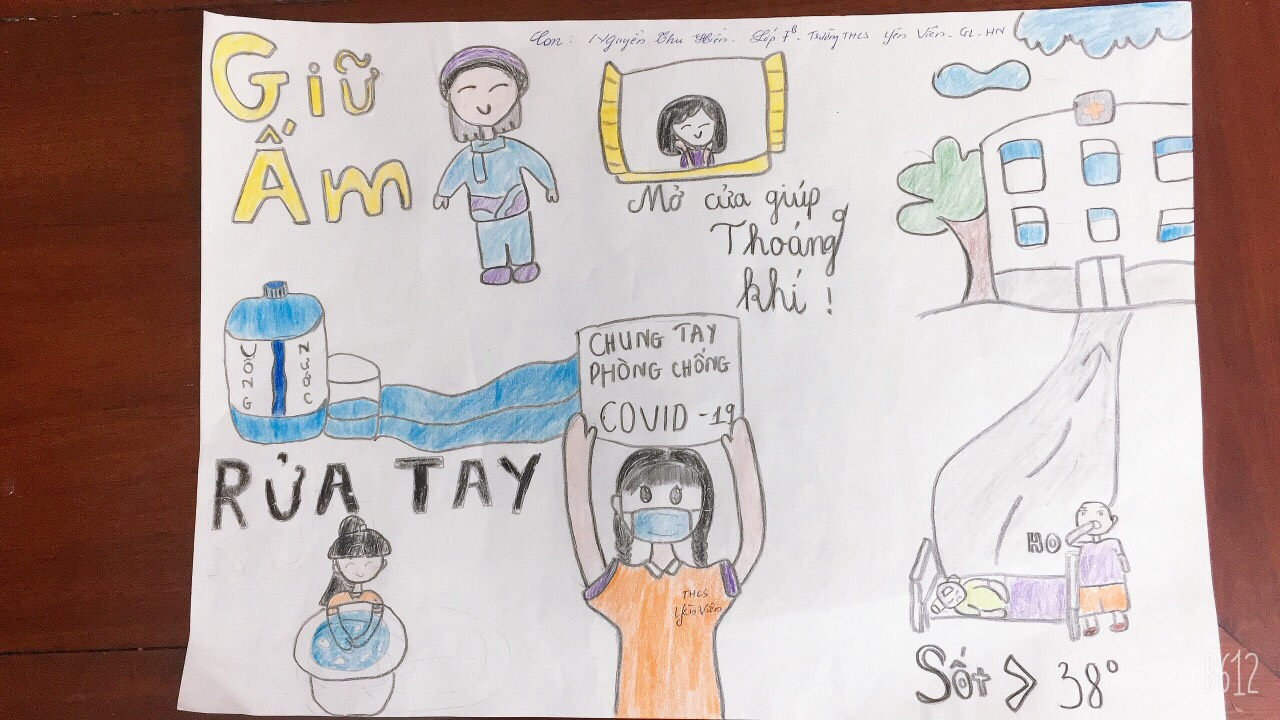 Con: Nguyễn Thu Hiền. Lớp 7B. Trường THCS Yên Viên. GL-HN
Giữ
Ấm
Mở cửa giúp
Thoáng
khí !
UỐNG
NƯỚC
CHUNG TAY
PHÒNG CHỐNG
COVID -19
RỬA TAY
THCS
Yên Viên
HO
Sốt > 38°
B612